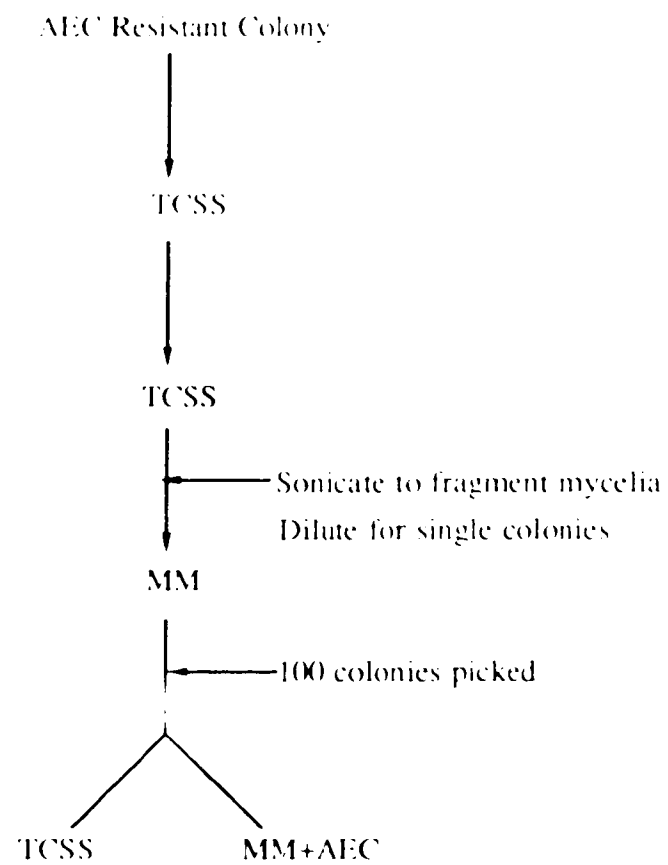 AEC Resistant Colony
TCSS
TCSS
Sonicate to fragment mycelia
Dilute for single colonies
MM
100 colonies picked
TCSS
MM+AEC